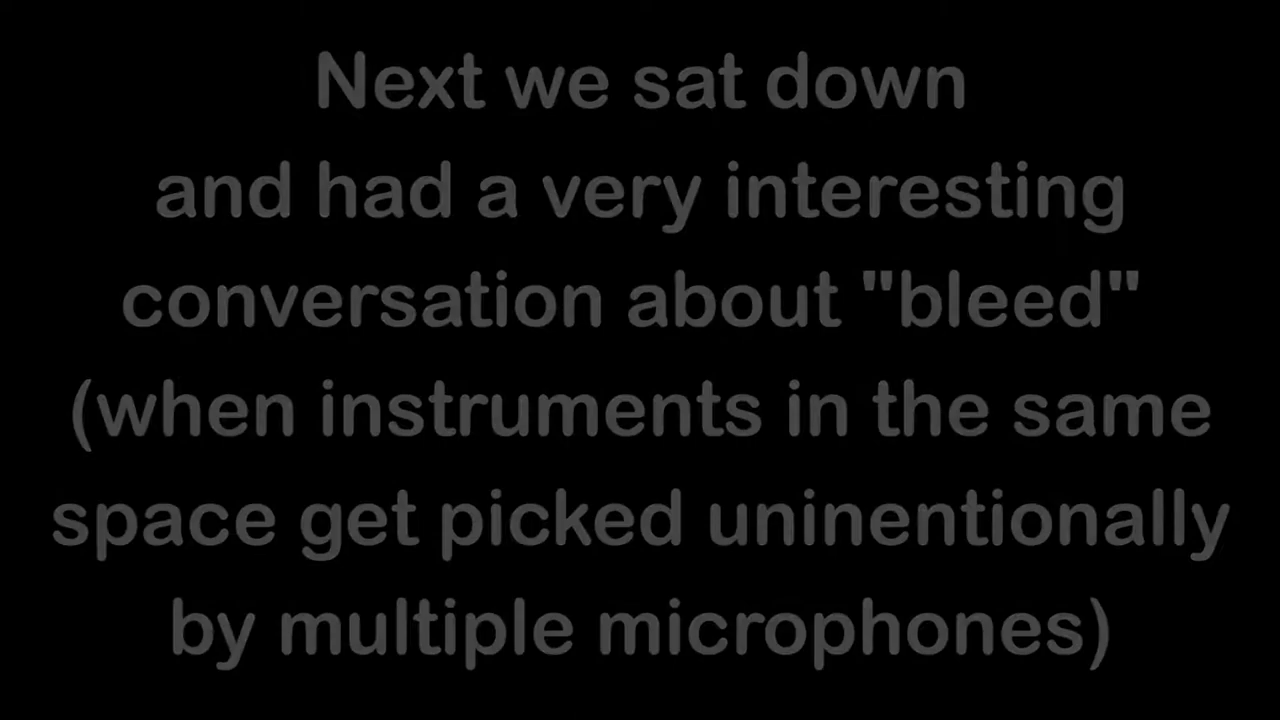 Next we sat down
and had a very interesting
conversation about "bleed"
(when instruments in the same
space get picked uninentionally
by multiple microphones)